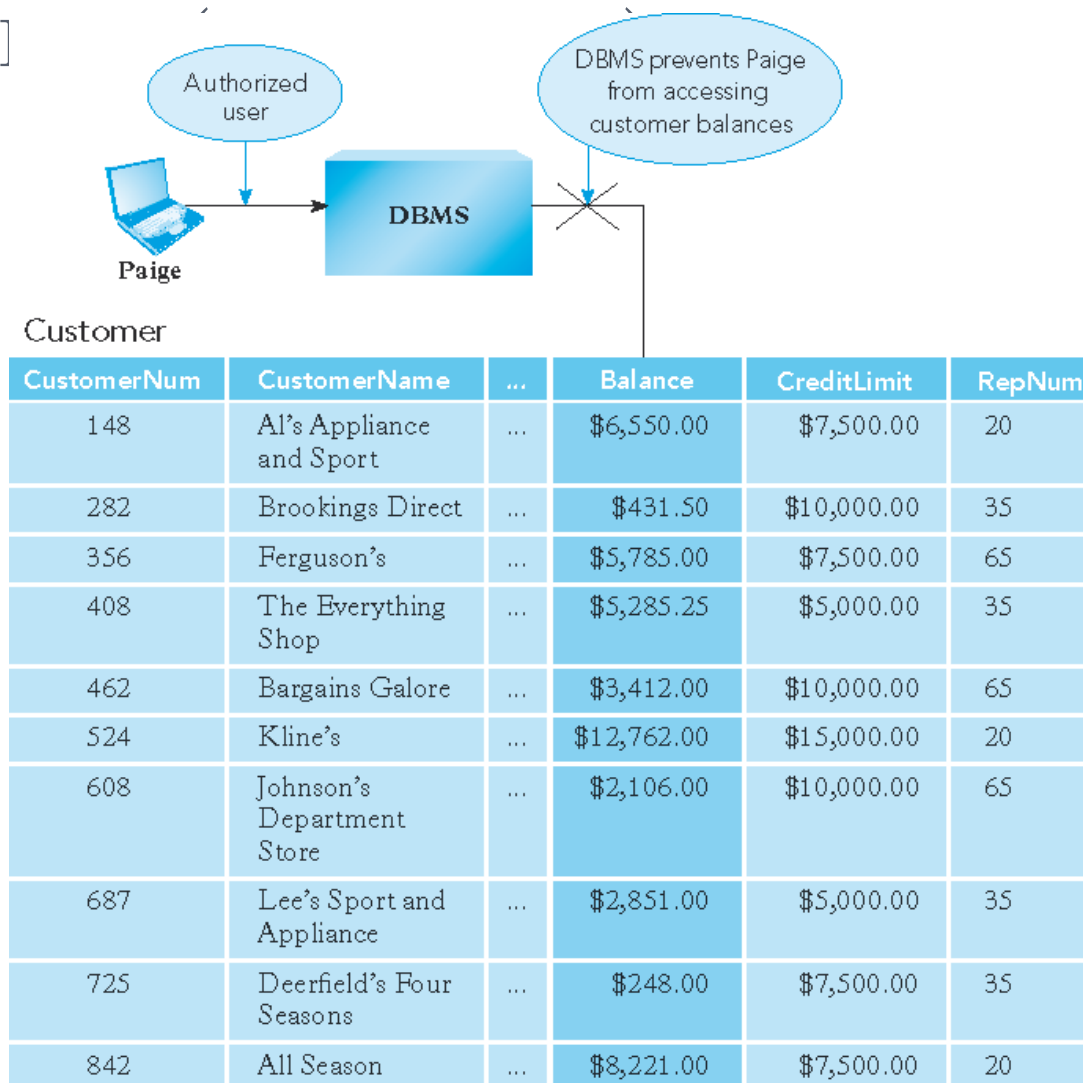 Authorized
user
DBMS prevents Paige
from accessing
customer balances
DBMS
Paige
Customer
CustomerNum CustomerName ... Balance CreditLimit RepNum
148 Al's Appliance ... $6,550.00 $7,500.00 20
and Sport
282 Brookings Direct ... $431.50 $10,000.00 35
356 Ferguson's ... $5,785.00 $7,500.00 65
408 The Everything ... $5,285.25 $5,000.00 35
Shop
462 Bargains Galore ... $3,412.00 $10,000.00 65
524 Kline's ... $12,762.00 $15,000.00 20
608 Johnson's ... $2,106.00 $10,000.00 65
Department
Store
687 Lee's Sport and ... $2,851.00 $5,000.00 35
Appliance
725 Deerfield's Four ... $248.00 $7,500.00 35
Seasons
842 All Season ... $8,221.00 $7,500.00 20